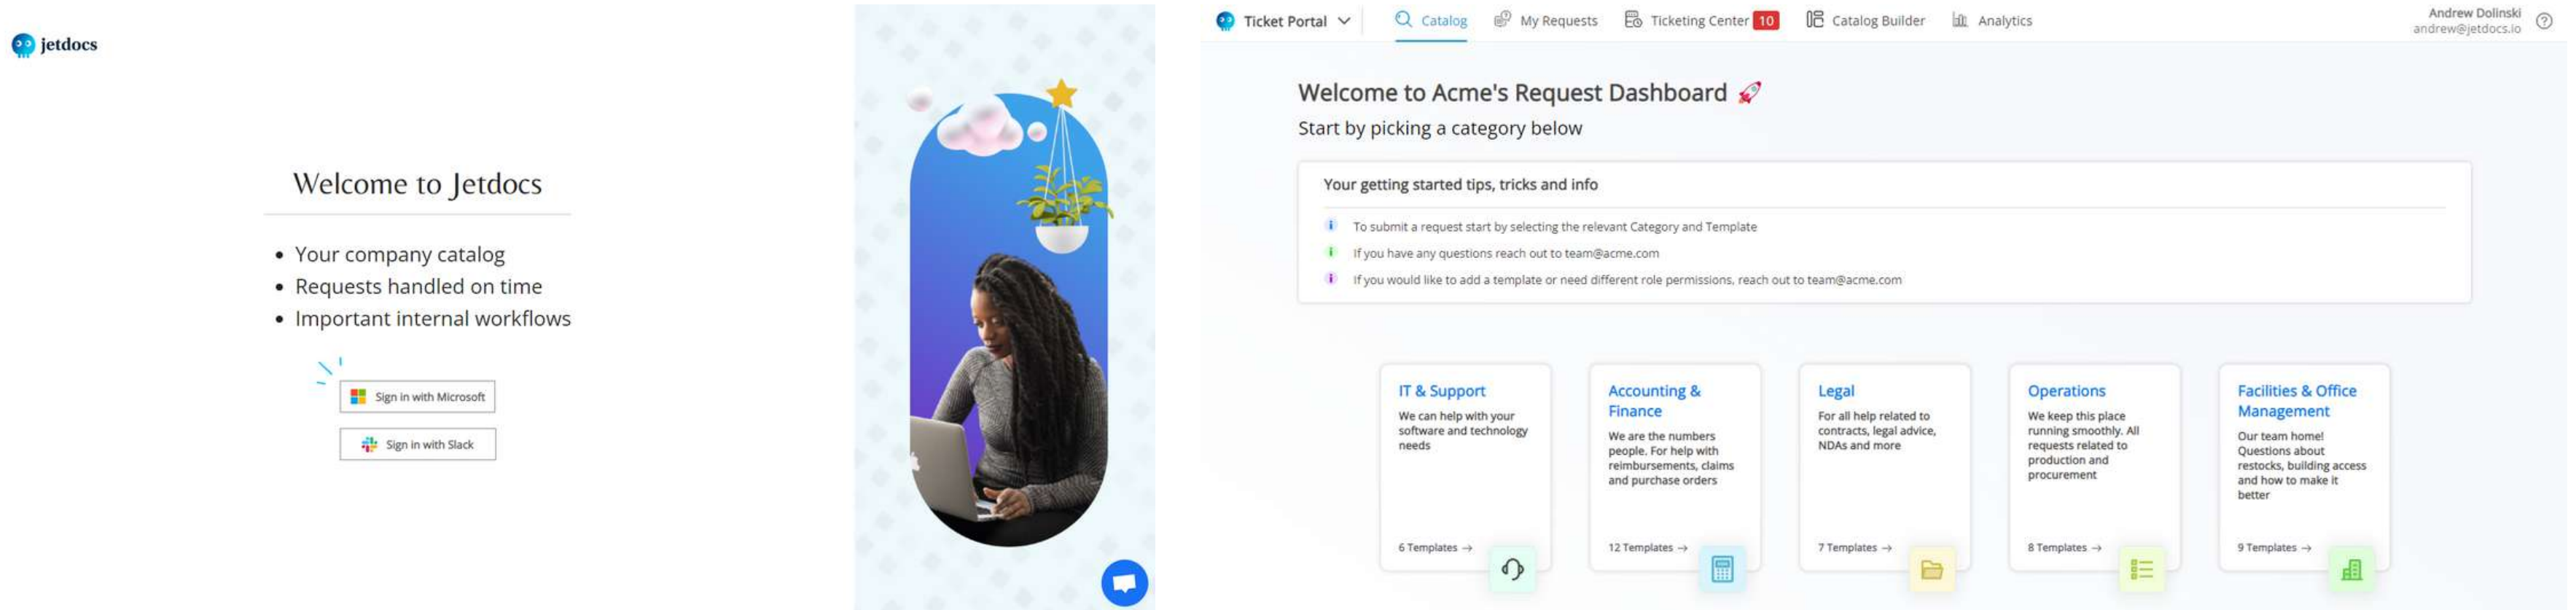 jetdocs
Welcome to Jetdocs
Your company catalog
Requests handled on time
Important internal workflows
Sign in with Microsoft
Sign in with Slack
Ticket Portal
Catalog
My Requests
Ticketing Center 10
Catalog Builder
Analytics
Andrew Dolinski
andrew@jetdocs.io
Welcome to Acme's Request Dashboard
Start by picking a category below
Your getting started tips, tricks and info
To submit a request start by selecting the relevant Category and Template
If you have any questions reach out to team@acme.com
If you would like to add a template or need different role permissions, reach out to team@acme.com
IT & Support
We can help with your
software and technology
needs
6 Templates →
Accounting &
Finance
We are the numbers
people. For help with
reimbursements, claims
and purchase orders
12 Templates →
Legal
For all help related to
contracts, legal advice,
NDAs and more
7 Templates →
Operations
We keep this place
running smoothly. All
requests related to
production and
procurement
8 Templates →
Facilities & Office
Management
Our team home!
Questions about
restocks, building access
and how to make it
better
9 Templates →